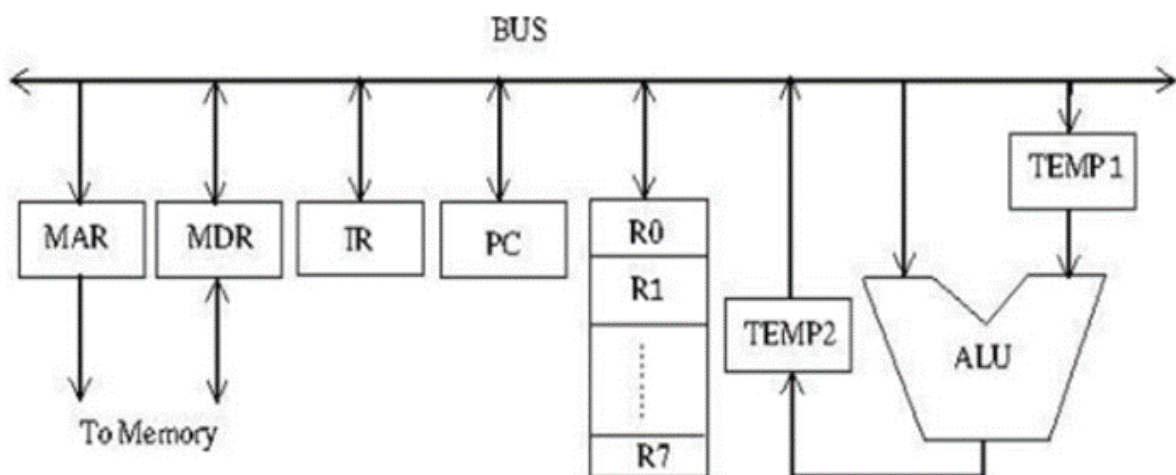 BUS
TEMP1
MAR
MDR
IR
PC
R0
R1
TEMP2
ALU
To Memory
R7